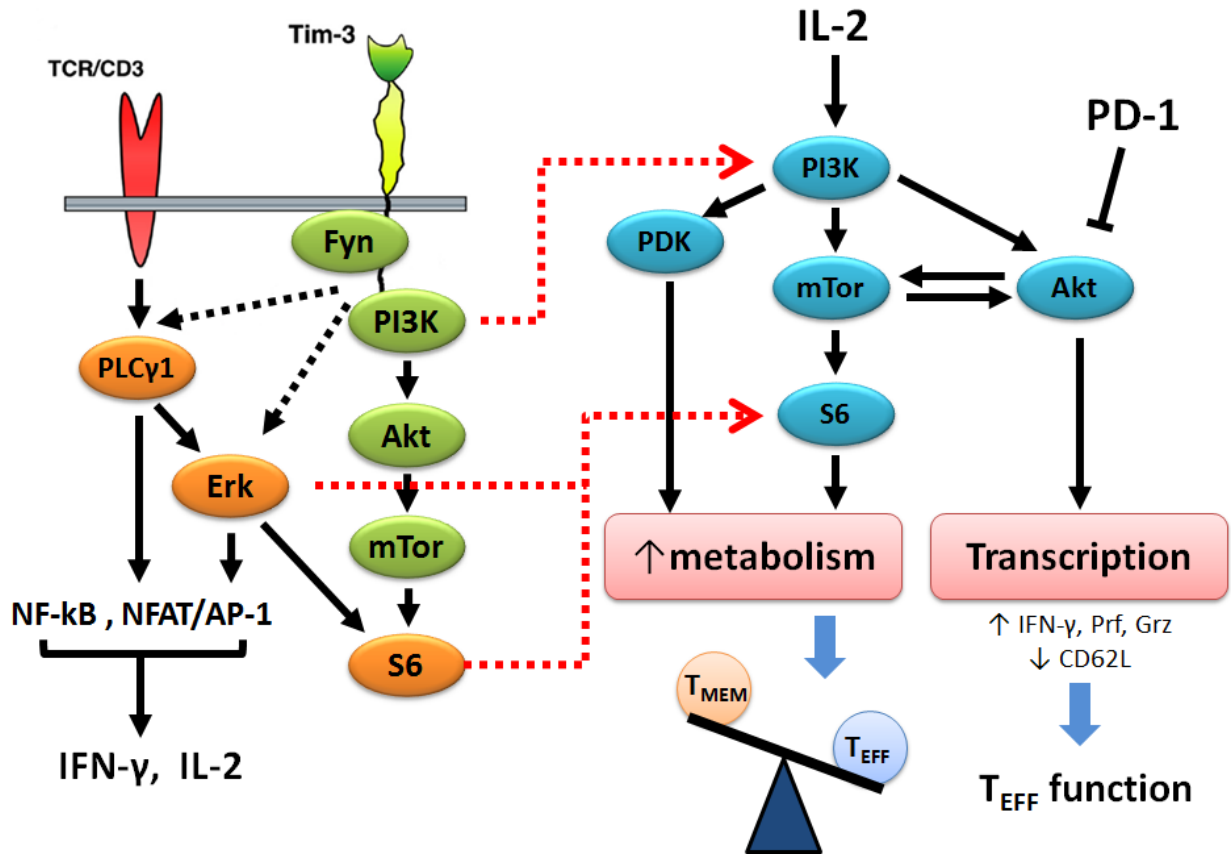 Tim-3
TCR/CD3
Fyn
PI3K
PLCγ1
Akt
Erk
mTor
NF-kB , NFAT/AP-1
S6
IFN-γ, IL-2
IL-2
PD-1
PI3K
PDK
mTor
Akt
S6
↑metabolism
Transcription
↑ IFN-γ, Prf, Grz
↓ CD62L
TMEM
TEFF
TEFF function